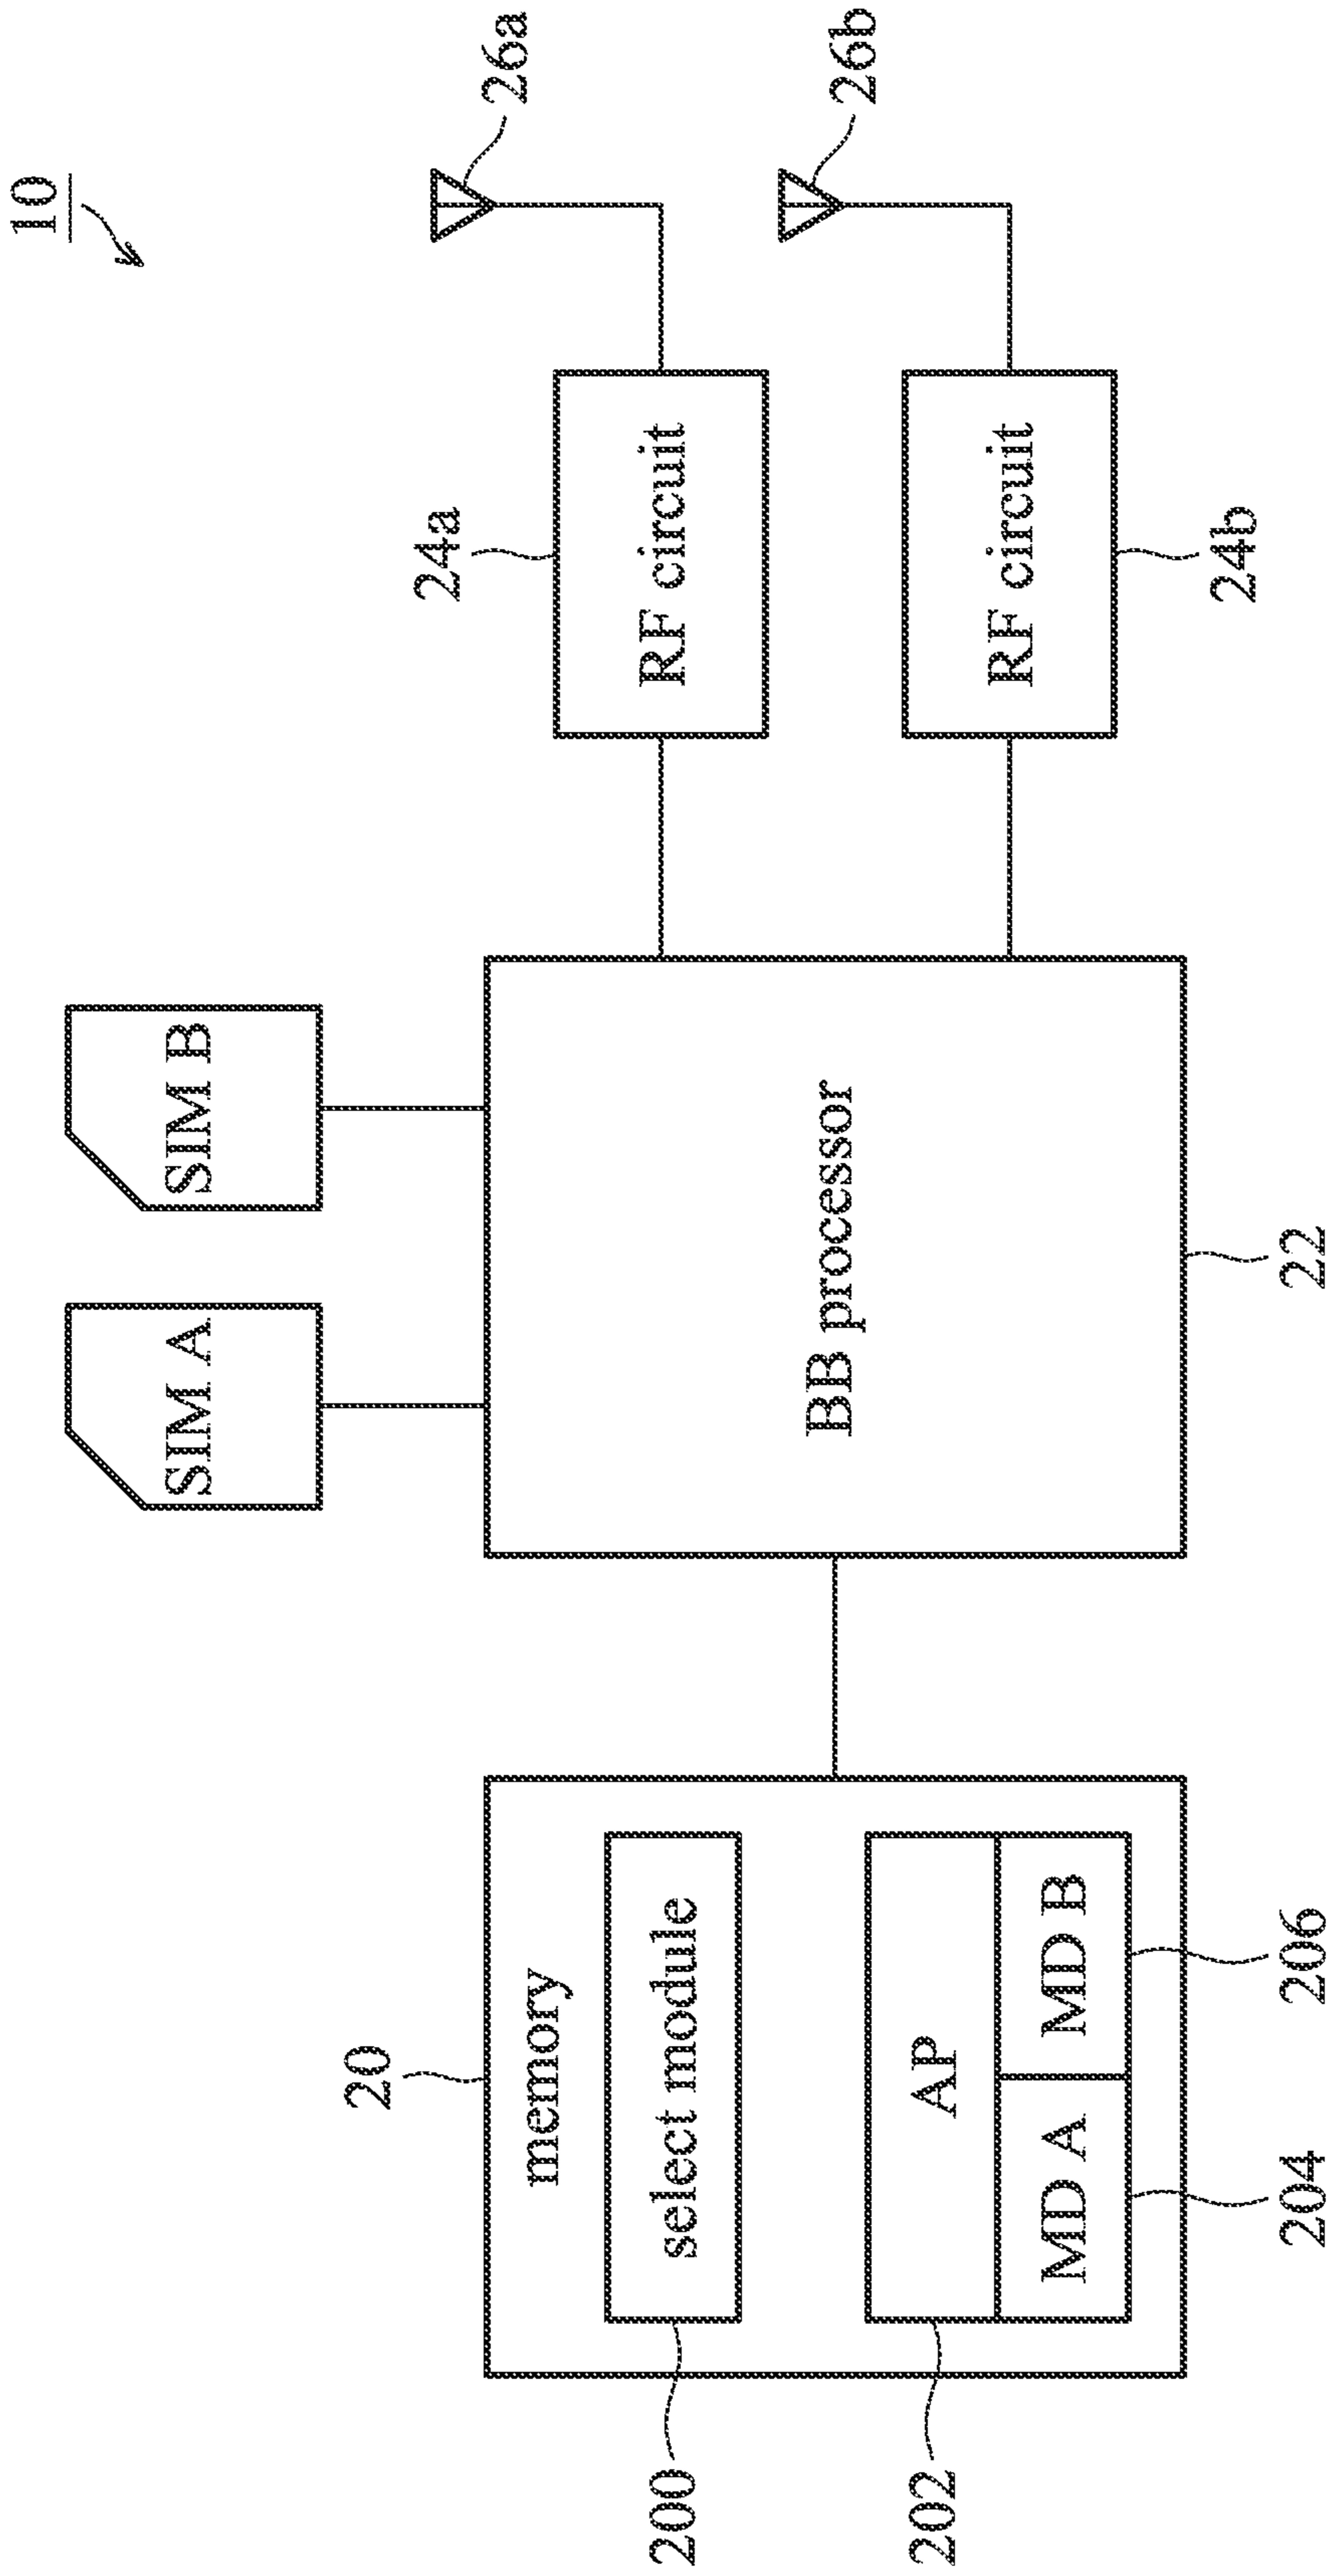 10
SIM A
SIM B
20
memory
select module
200
AP
202
MD A
MD B
204
206
BB processor
22
24a
RF circuit
26a
RF circuit
24b
26b